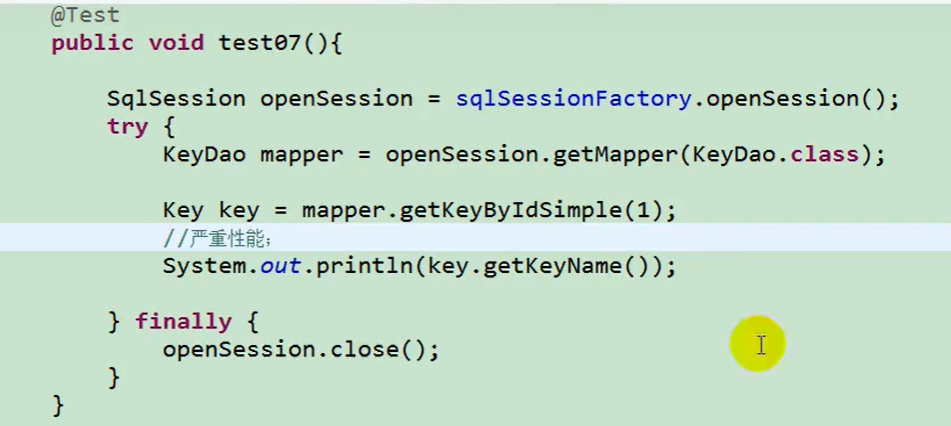 @Test
public void test07(){
SqlSession openSession = sqlSessionFactory.openSession();
try {
KeyDao mapper = openSession.getMapper(KeyDao.class);
Key key = mapper.getKeyByIdSimple(1);
//严重性能；
System.out.println(key.getKeyName());
} finally {
openSession.close();
}
}